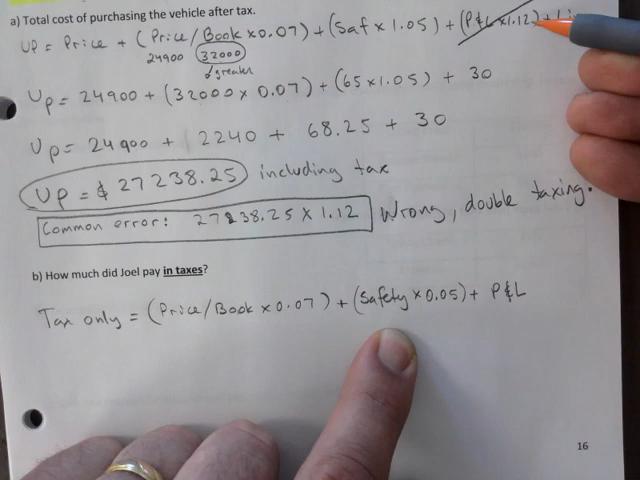 a) Total cost of purchasing the vehicle after tax.
UP = Price + (Price/Book x 0.07) + (Saf x 1.05) + (P&L x 1.12) +
24900 32000
greater
Up = 24900 + (32000 x 0.07) + (65 x 1.05) + 30
Up = 24900 + 2240 + 68.25 + 30
UP = $27238.25 including tax
Common error: 27238.25 x 1.12 Wrong, double taxing.
b) How much did Joel pay in taxes?
Tax only = (Price/Book x 0.07) + (Safety x 0.05) + P&L
16